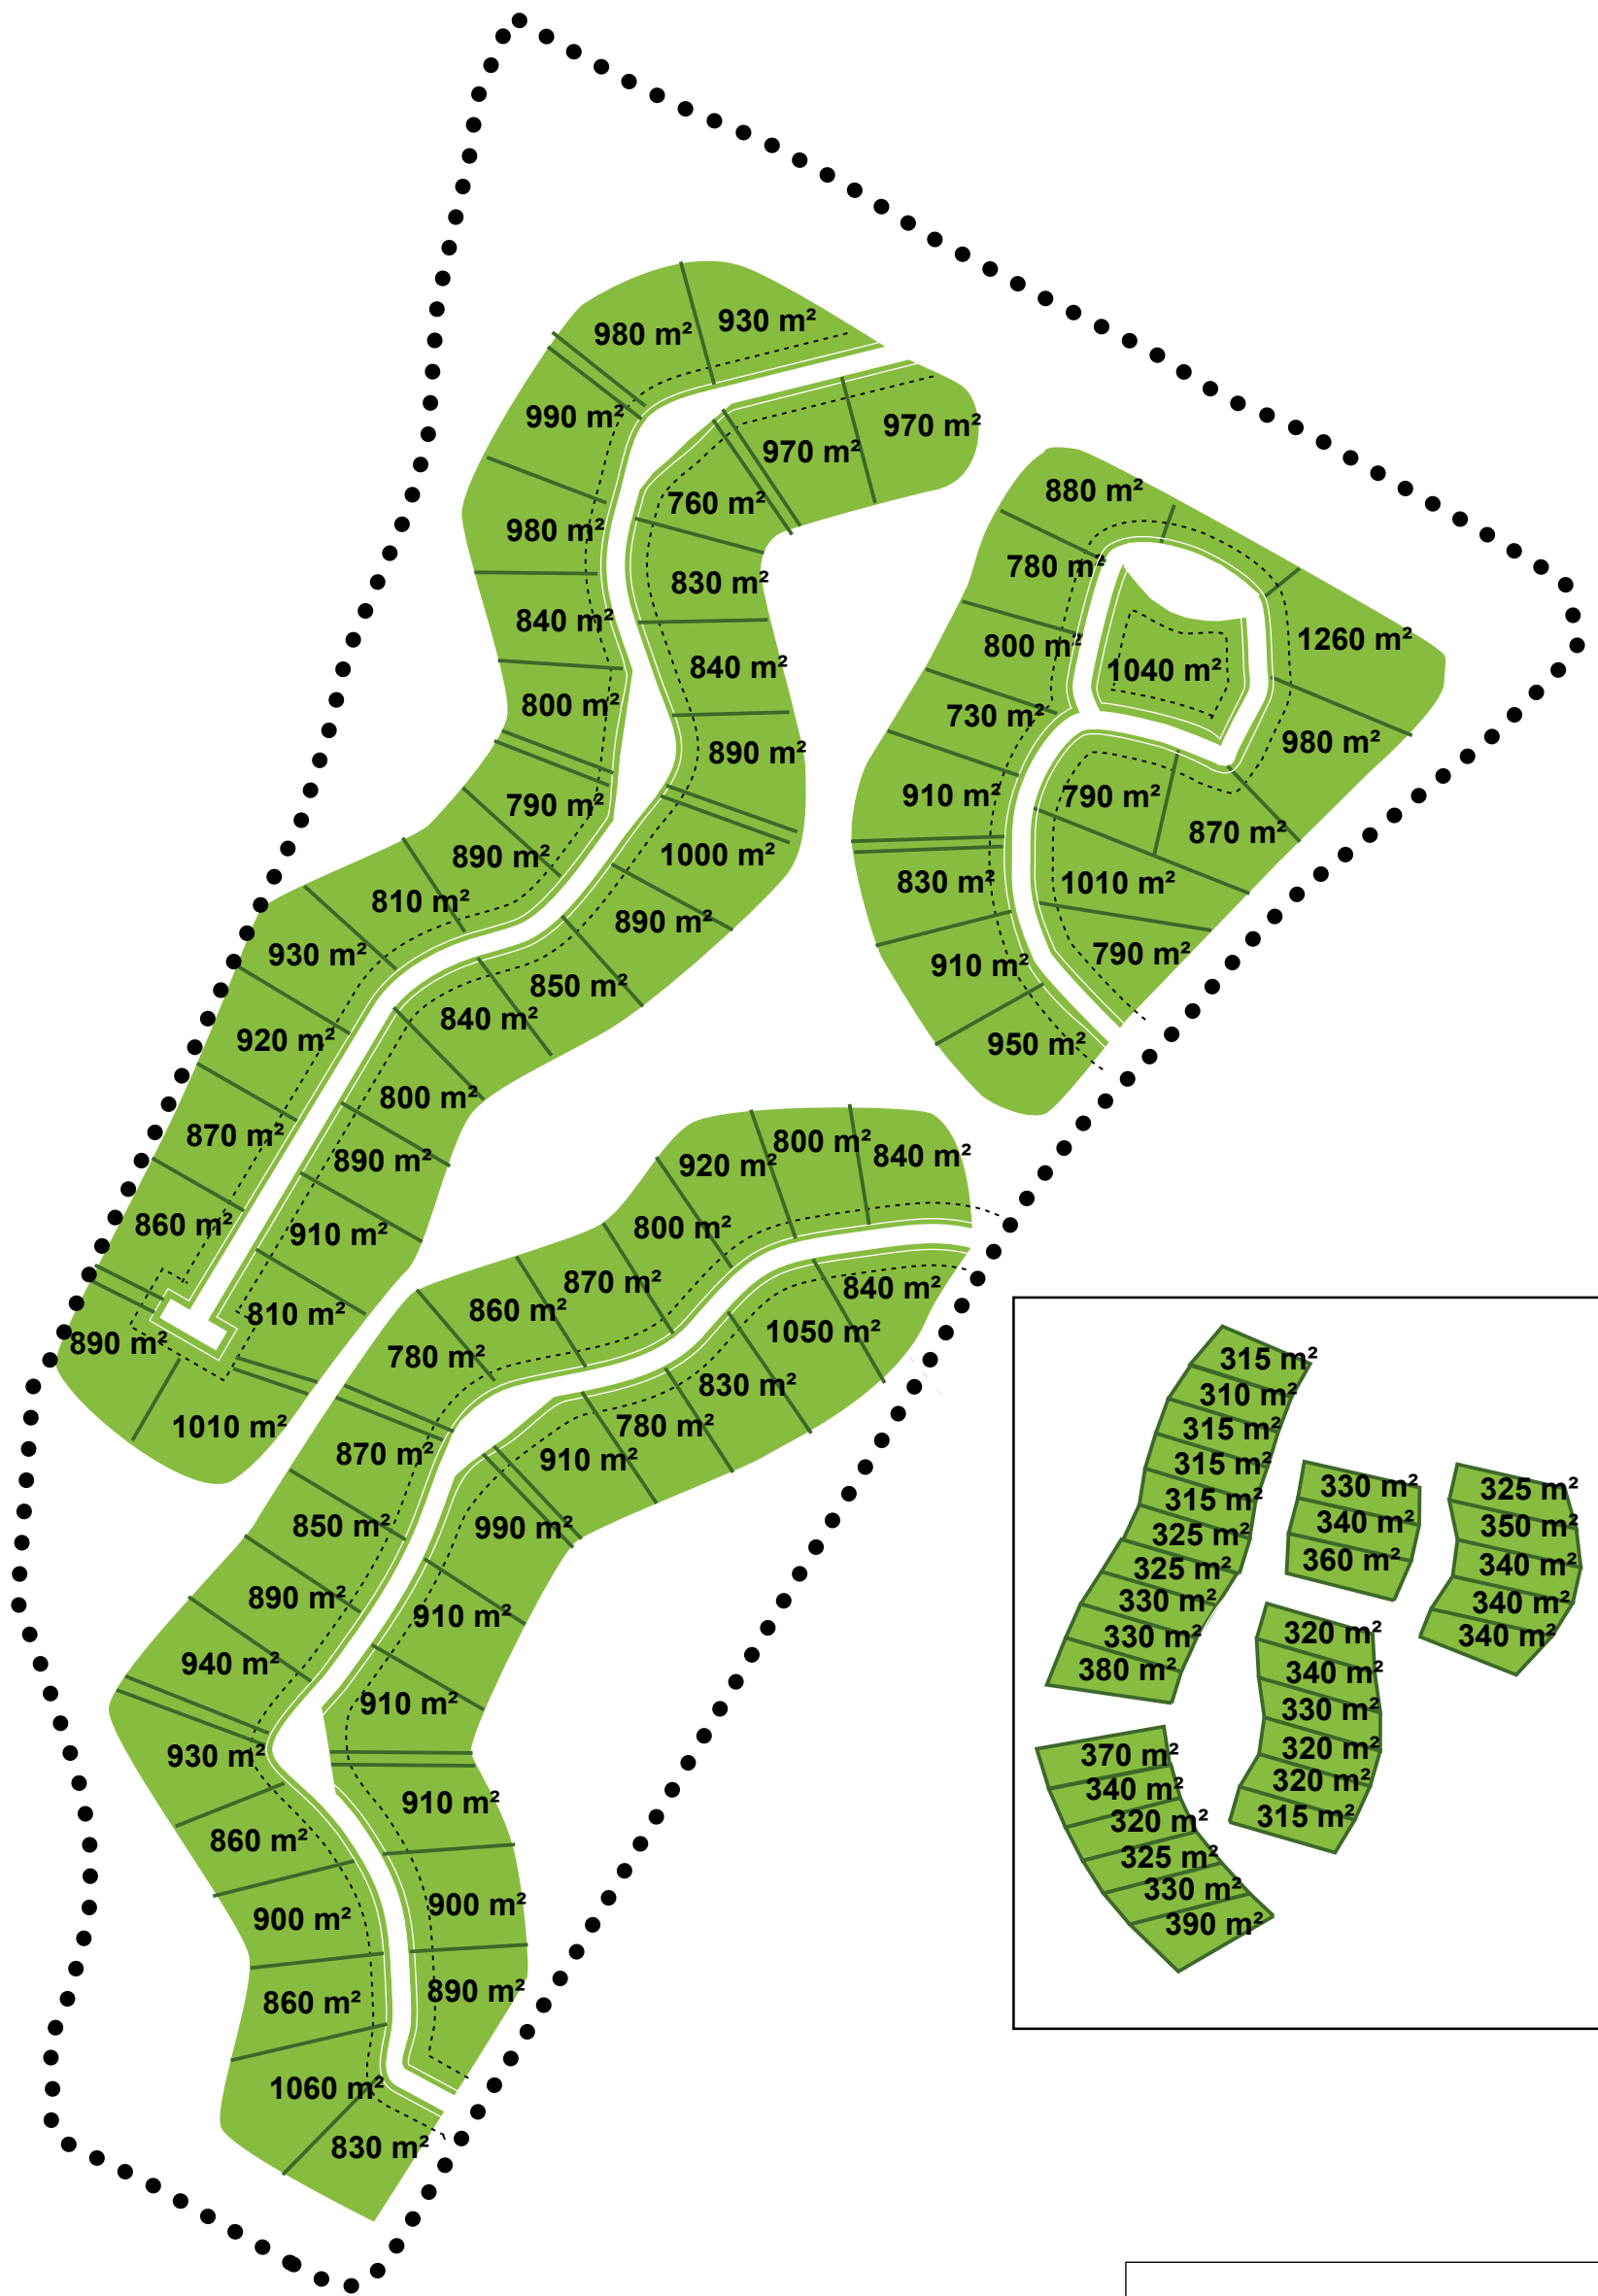 930 m²
980 m²
990 m²
970 m²
970 m²
760 m²
980 m²
830 m²
840 m²
840 m²
800 m²
890 m²
790 m²
890 m²
1000 m²
810 m²
890 m²
930 m²
850 m²
840 m²
920 m²
800 m²
870 m²
890 m²
860 m²
910 m²
810 m²
890 m²
1010 m²
880 m²
780 m²
800 m²
1260 m²
1040 m²
730 m²
980 m²
910 m²
790 m²
870 m²
830 m²
1010 m²
910 m²
790 m²
950 m²
800 m²
840 m²
920 m²
800 m²
870 m²
840 m²
860 m²
1050 m²
780 m²
830 m²
780 m²
870 m²
910 m²
850 m²
990 m²
890 m²
910 m²
940 m²
910 m²
930 m²
910 m²
860 m²
900 m²
900 m²
860 m²
890 m²
1060 m²
830 m²
315 m²
310 m²
315 m²
315 m²
315 m²
325 m²
325 m²
330 m²
330 m²
380 m²
330 m²
340 m²
360 m²
325 m²
350 m²
340 m²
340 m²
340 m²
320 m²
340 m²
330 m²
320 m²
320 m²
315 m²
370 m²
340 m²
320 m²
325 m²
330 m²
390 m²